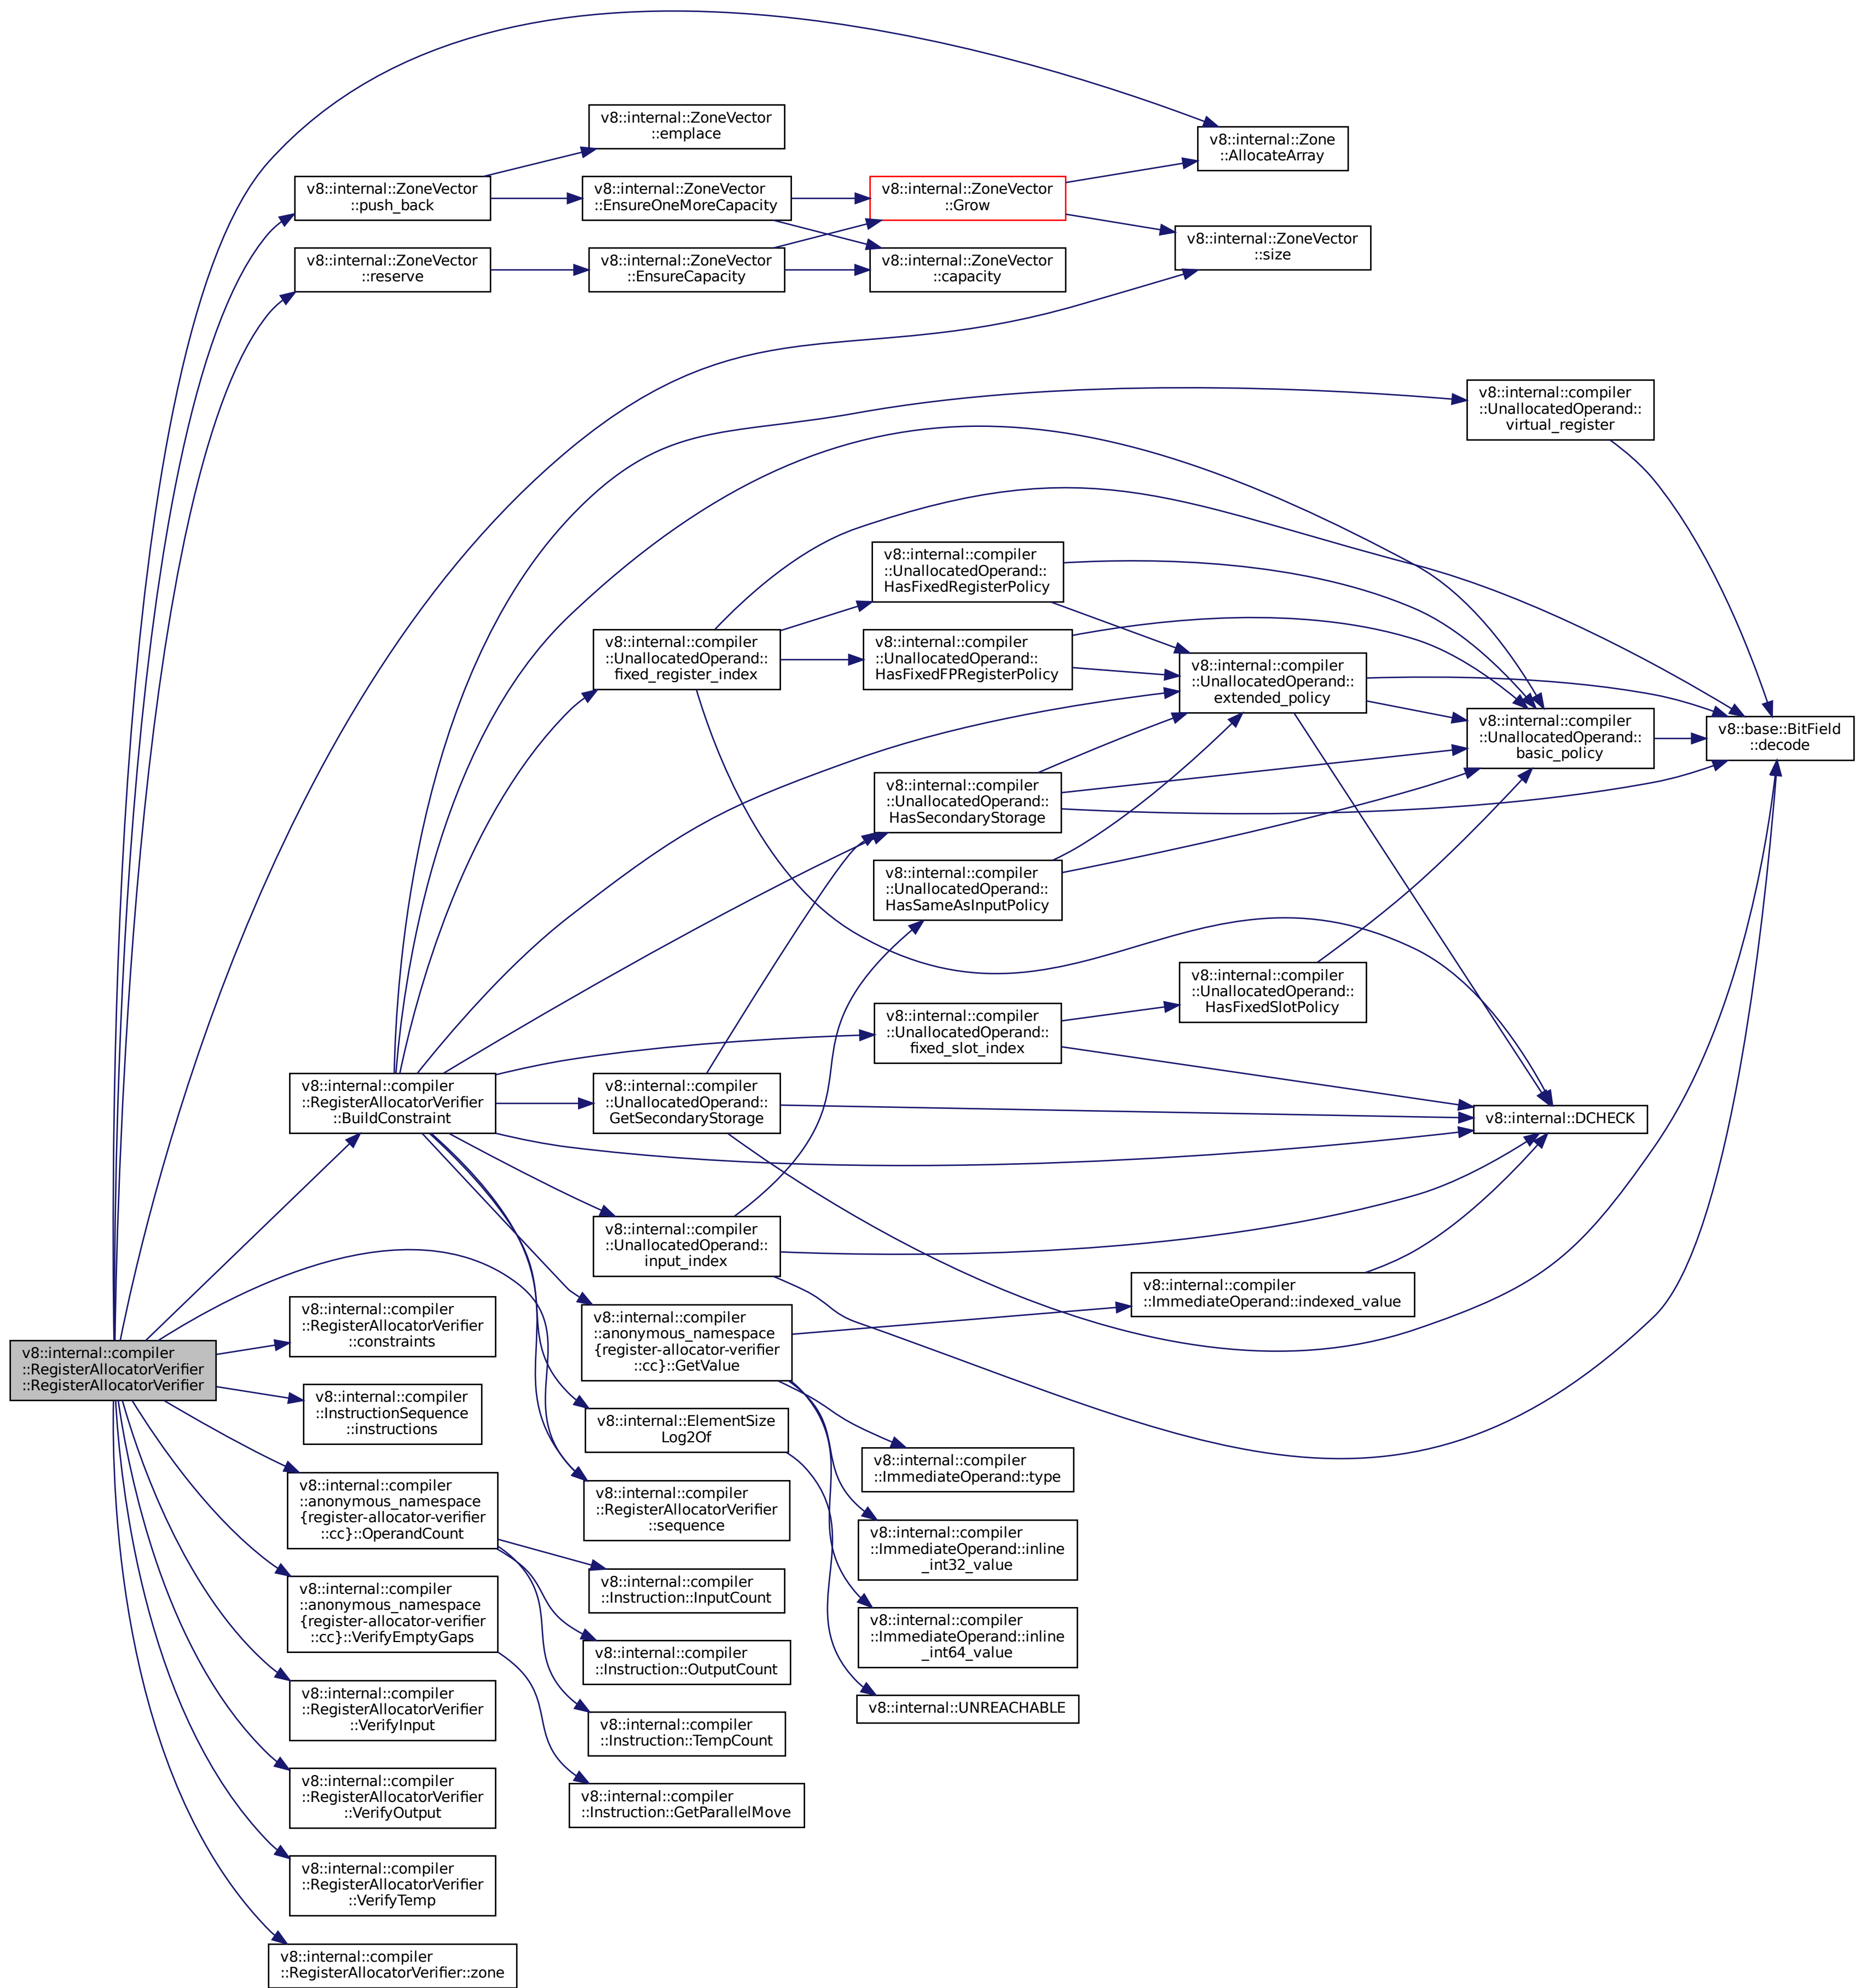 v8::internal::ZoneVector
::emplace
v8::internal::Zone
::AllocateArray
v8::internal::ZoneVector
::push_back
v8::internal::ZoneVector
::EnsureOneMoreCapacity
v8::internal::ZoneVector
::Grow
v8::internal::ZoneVector
::size
v8::internal::ZoneVector
::reserve
v8::internal::ZoneVector
::EnsureCapacity
v8::internal::ZoneVector
::capacity
v8::internal::compiler
::UnallocatedOperand::
virtual_register
v8::internal::compiler
::UnallocatedOperand::
HasFixedRegisterPolicy
v8::internal::compiler
::UnallocatedOperand::
fixed_register_index
v8::internal::compiler
::UnallocatedOperand::
HasFixedFPRegisterPolicy
v8::internal::compiler
::UnallocatedOperand::
extended_policy
v8::internal::compiler
::UnallocatedOperand::
basic_policy
v8::base::BitField
::decode
v8::internal::compiler
::UnallocatedOperand::
HasSecondaryStorage
v8::internal::compiler
::UnallocatedOperand::
HasSameAsInputPolicy
v8::internal::compiler
::UnallocatedOperand::
HasFixedSlotPolicy
v8::internal::compiler
::UnallocatedOperand::
fixed_slot_index
v8::internal::compiler
::RegisterAllocatorVerifier
::BuildConstraint
v8::internal::compiler
::UnallocatedOperand::
GetSecondaryStorage
v8::internal::DCHECK
v8::internal::compiler
::UnallocatedOperand::
input_index
v8::internal::compiler
::ImmediateOperand::indexed_value
v8::internal::compiler
::RegisterAllocatorVerifier
::constraints
v8::internal::compiler
::anonymous_namespace
{register-allocator-verifier
::cc}::GetValue
v8::internal::compiler
::RegisterAllocatorVerifier
::RegisterAllocatorVerifier
v8::internal::compiler
::InstructionSequence
::instructions
v8::internal::ElementSize
Log2Of
v8::internal::compiler
::ImmediateOperand::type
v8::internal::compiler
::anonymous_namespace
{register-allocator-verifier
::cc}::OperandCount
v8::internal::compiler
::RegisterAllocatorVerifier
::sequence
v8::internal::compiler
::ImmediateOperand::inline
_int32_value
v8::internal::compiler
::Instruction::InputCount
v8::internal::compiler
::anonymous_namespace
{register-allocator-verifier
::cc}::VerifyEmptyGaps
v8::internal::compiler
::ImmediateOperand::inline
_int64_value
v8::internal::compiler
::Instruction::OutputCount
v8::internal::compiler
::RegisterAllocatorVerifier
::VerifyInput
v8::internal::UNREACHABLE
v8::internal::compiler
::Instruction::TempCount
v8::internal::compiler
::RegisterAllocatorVerifier
::VerifyOutput
v8::internal::compiler
::Instruction::GetParallelMove
v8::internal::compiler
::RegisterAllocatorVerifier
::VerifyTemp
v8::internal::compiler
::RegisterAllocatorVerifier::zone